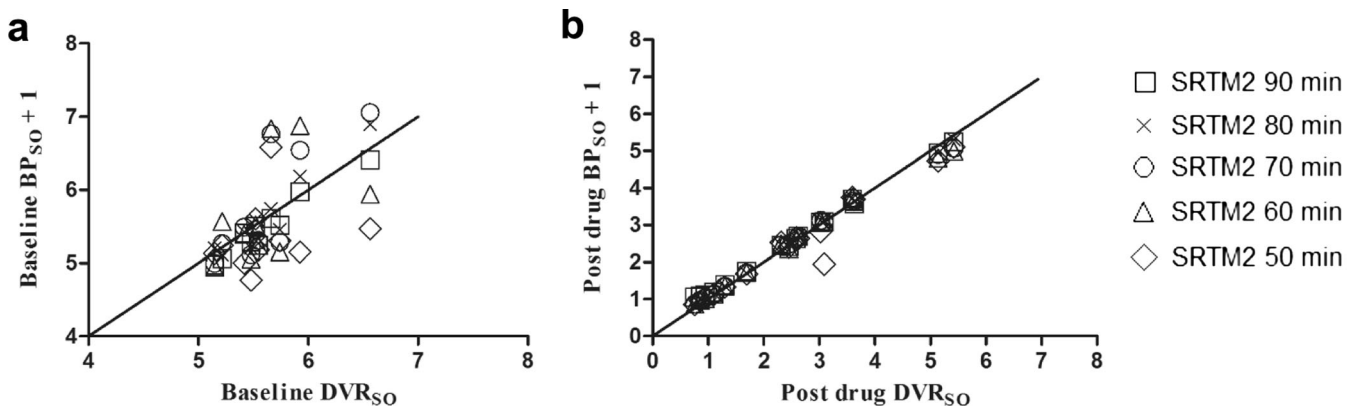 a
Baseline BPSO + 1
8
7
6
5
4
4 5 6 7 8
Baseline DVRSO
b
Post drug BPSO + 1
8
7
6
5
4
3
2
1
0
0 1 2 3 4 5 6 7 8
Post drug DVRSO
SRTM2 90 min
SRTM2 80 min
SRTM2 70 min
SRTM2 60 min
SRTM2 50 min